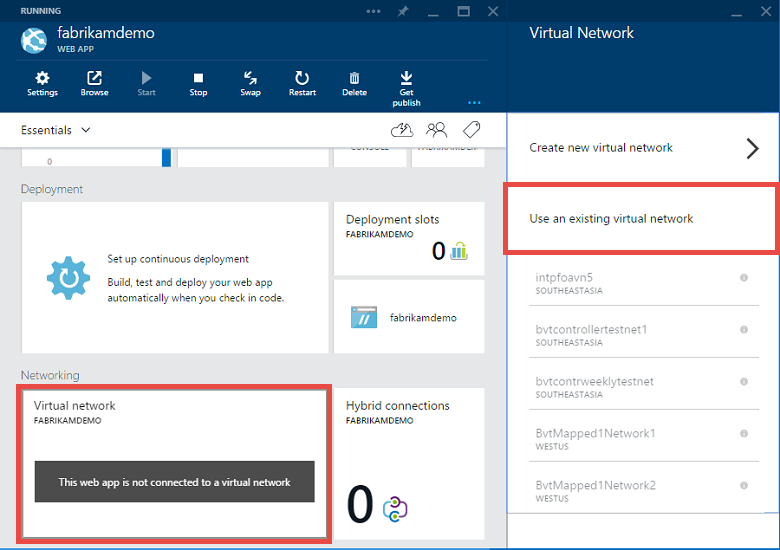 RUNNING
fabrikamdemo
WEB APP
Settings
Browse
Start
Stop
Swap
Restart
Delete
Get
publish
Essentials
0
Deployment
Set up continuous deployment
Build, test and deploy your web app
automatically when you check in code.
Deployment slots
FABRIKAMDEMO
0
fabrikamdemo
Networking
Virtual network
FABRIKAMDEMO
This web app is not connected to a virtual network
Hybrid connections
FABRIKAMDEMO
0
Virtual Network
Create new virtual network
Use an existing virtual network
intpfoavn5
SOUTHEASTASIA
bvtcontrollertestnet1
SOUTHEASTASIA
bvtcontrweeklytestnet
SOUTHEASTASIA
BvtMapped1Network1
WESTUS
BvtMapped1Network2
WESTUS